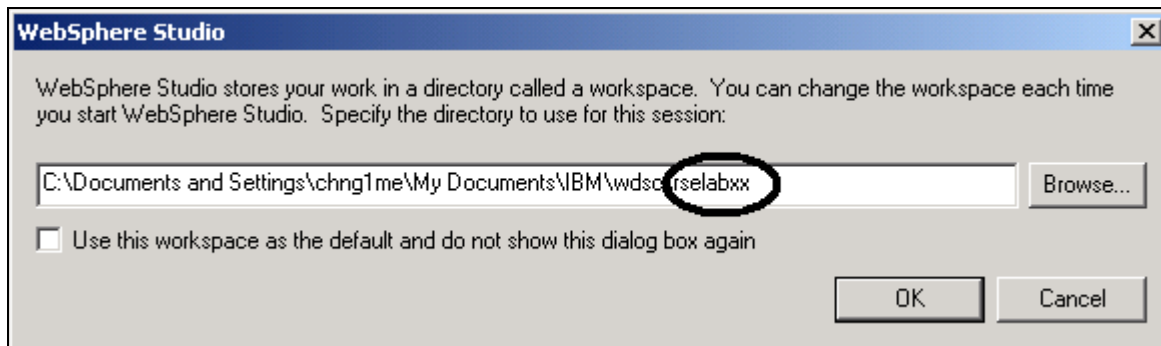 WebSphere Studio
WebSphere Studio stores your work in a directory called a workspace. You can change the workspace each time
you start WebSphere Studio. Specify the directory to use for this session:
C:\Documents and Settings\chng1me\My Documents\IBM\wdsc\rselabxx
Browse...
Use this workspace as the default and do not show this dialog box again
OK
Cancel